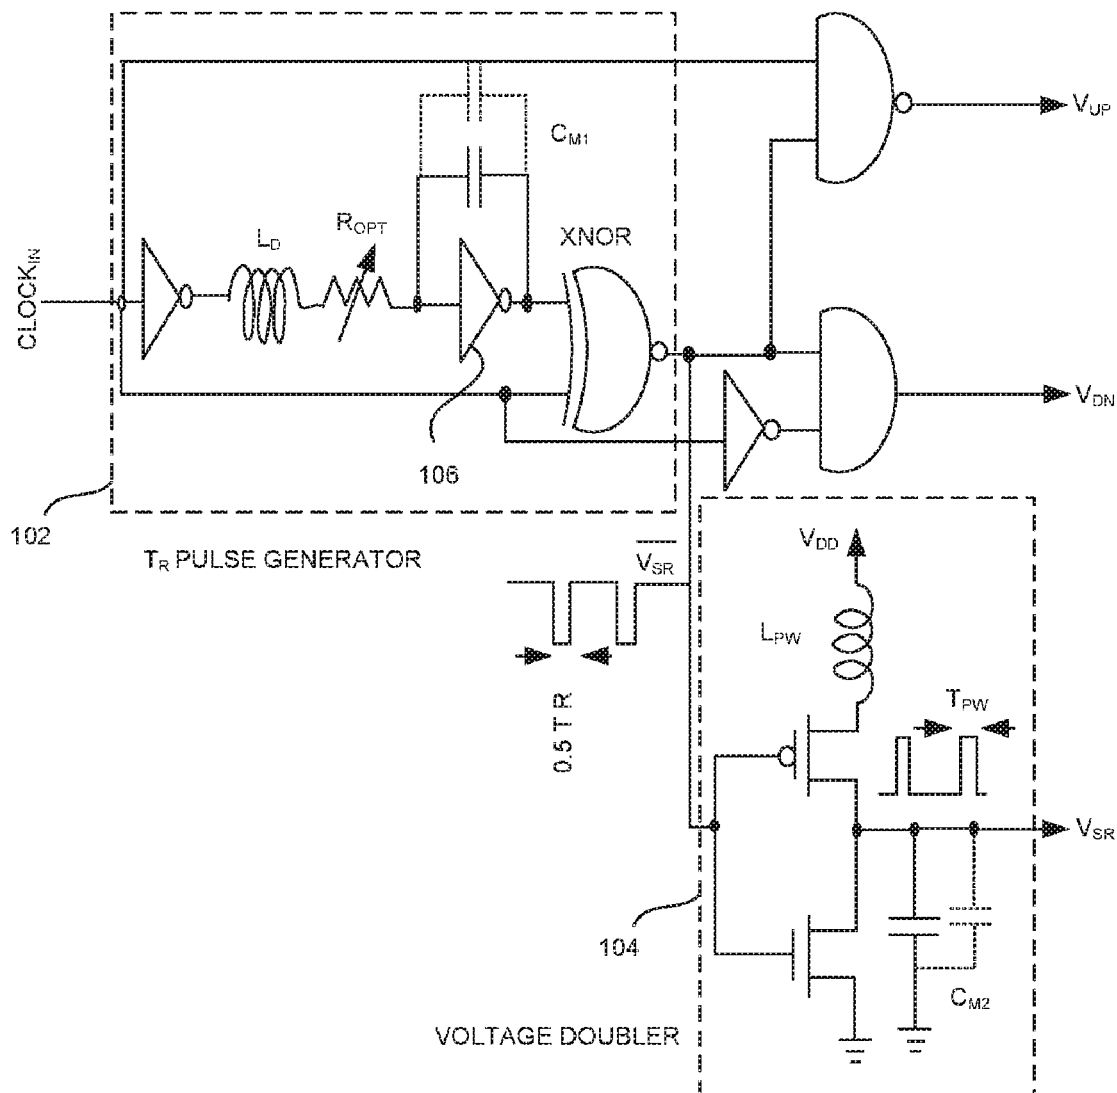 V_UP
C_M1
R_OPT
L_D
XNOR
CLOCK_IN
V_DN
106
102
T_R PULSE GENERATOR
V_SR
V_DD
L_PW
T_PW
0.5 T R
V_SR
104
C_M2
VOLTAGE DOUBLER